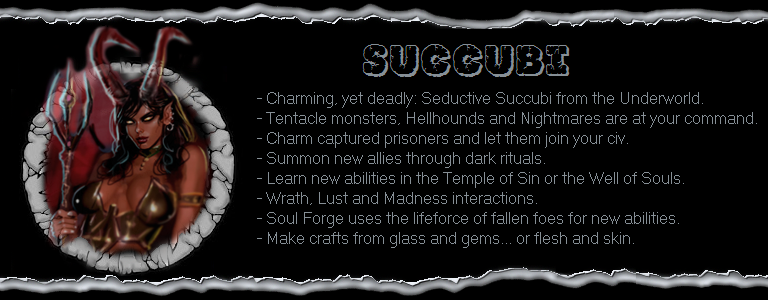 SUCCUBI
- Charming, yet deadly: Seductive Succubi from the Underworld.
- Tentacle monsters, Hellhounds and Nightmares are at your command.
- Charm captured prisoners and let them join your civ.
- Summon new allies through dark rituals.
- Learn new abilities in the Temple of Sin or the Well of Souls.
- Wrath, Lust and Madness interactions.
- Soul Forge uses the lifeforce of fallen foes for new abilities.
- Make crafts from glass and gems... or flesh and skin.